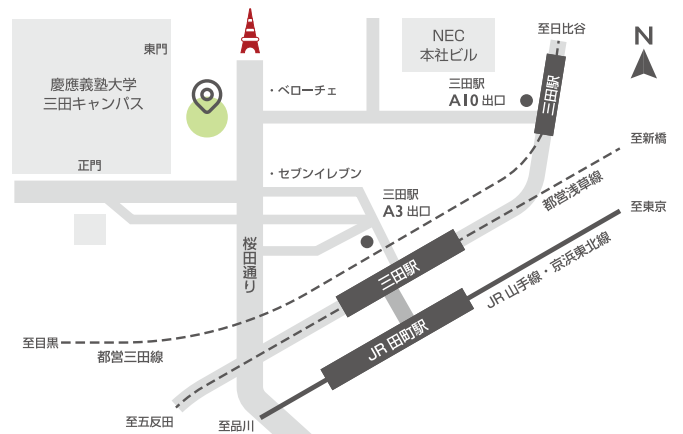 東門
慶應義塾大学
三田キャンパス
正門
・ベローチェ
・セブンイレブン
NEC
本社ビル
三田駅
A10 出口
至日比谷
三田駅
N
至新橋
都営浅草線
至東京
三田駅
A3 出口
桜田通り
三田駅
JR 山手線・京浜東北線
JR 田町駅
至目黒
都営三田線
至五反田
至品川